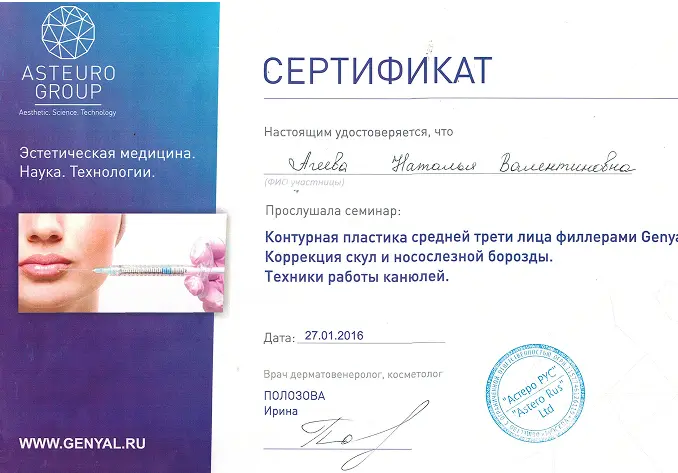 ASTEURO
GROUP
Aesthetic. Science. Technology
Эстетическая медицина.
Наука. Технологии.
WWW.GENYAL.RU
СЕРТИФИКАТ
Настоящим удостоверяется, что
Агеева Наталья Валентиновна
(ФИО участницы)
Прослушала семинар:
Контурная пластика средней трети лица филлерами Genya
Коррекция скул и носослезной борозды.
Техники работы канюлей.
Дата: 27.01.2016
Врач дерматовенеролог, косметолог
ПОЛОЗОВА
Ирина
"Астеро РУС"
"Astero Rus"
Ltd